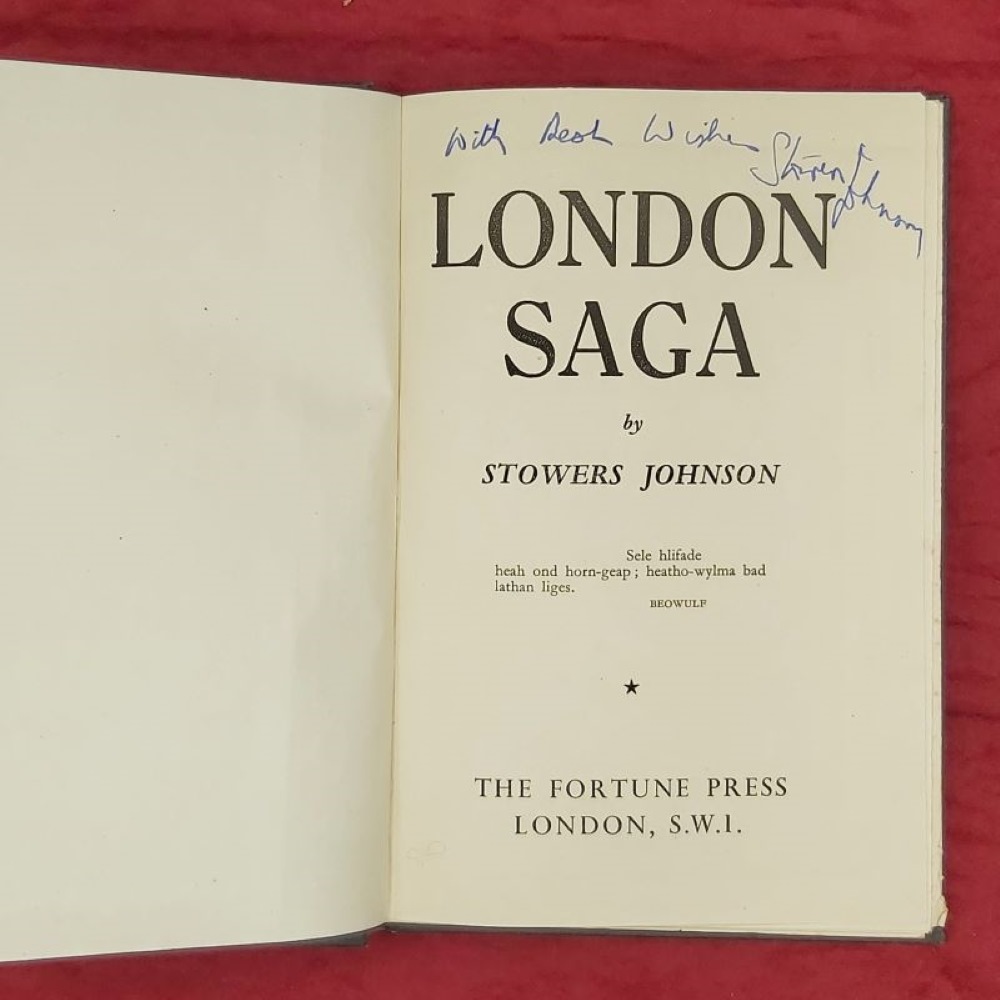 With Best Wishes
Stowers Johnson
LONDON
SAGA
by
STOWERS JOHNSON
Sele hlifade
heah ond horn-geap ; heatho-wylma bad
lathan liges.
BEOWULF
THE FORTUNE PRESS
LONDON, S.W.1.